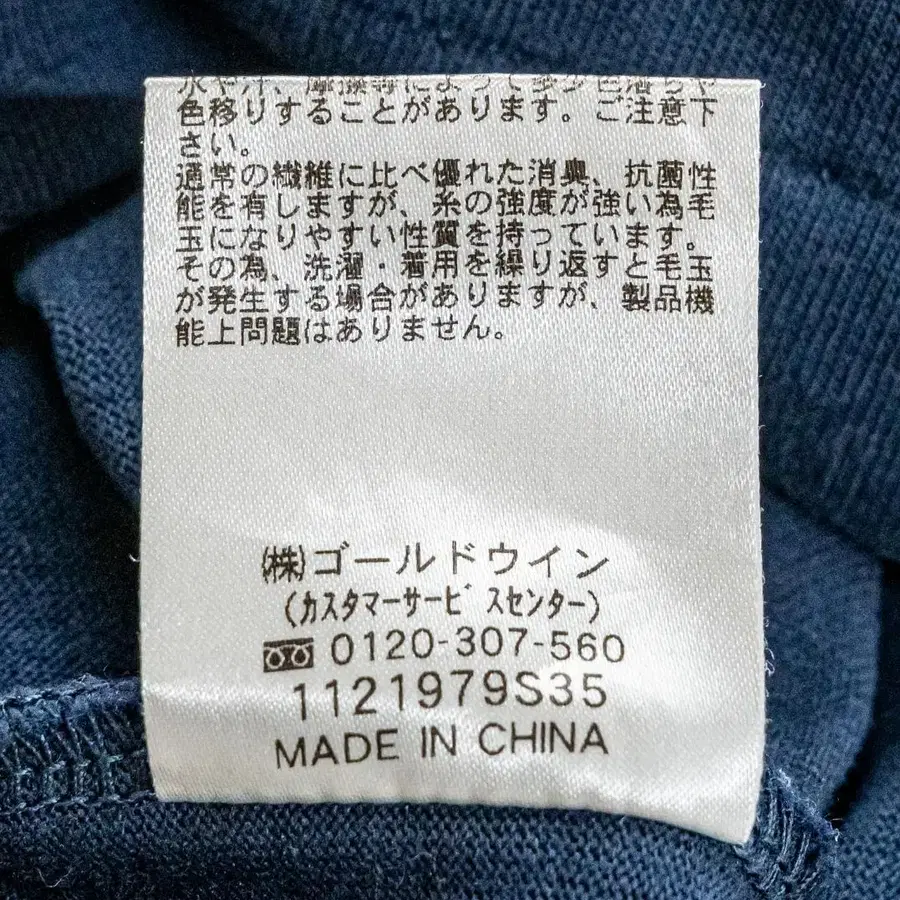 色移りすることがあります。ご注意下
さい。
通常の繊維に比べ優れた消臭、抗菌性
能を有しますが、糸の強度が強い為毛
玉になりやすい性質を持っています。
その為、洗濯・着用を繰り返すと毛玉
が発生する場合がありますが、製品機
能上問題はありません。
㈱ゴールドウイン
(カスタマーサービスセンター)
0120-307-560
1121979S35
MADE IN CHINA